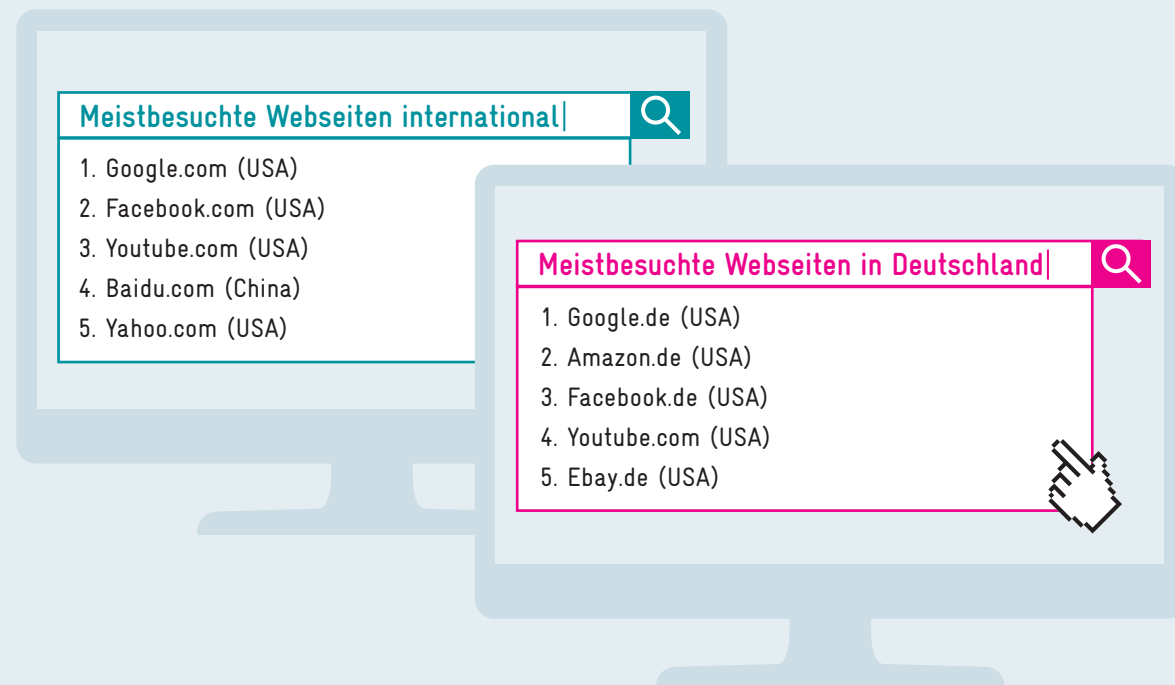 Meistbesuchte Webseiten international
1. Google.com (USA)
2. Facebook.com (USA)
3. Youtube.com (USA)
4. Baidu.com (China)
5. Yahoo.com (USA)
Meistbesuchte Webseiten in Deutschland
1. Google.de (USA)
2. Amazon.de (USA)
3. Facebook.de (USA)
4. Youtube.com (USA)
5. Ebay.de (USA)